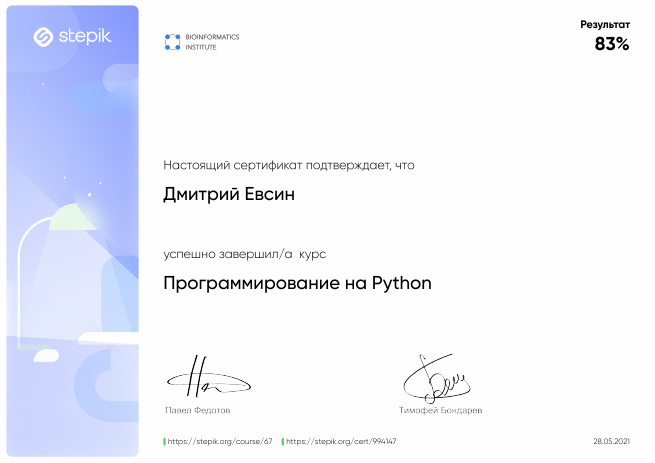 stepik
BIOINFORMATICS
INSTITUTE
Результат
83%
Настоящий сертификат подтверждает, что
Дмитрий Евсин
успешно завершил/а курс
Программирование на Python
Павел Федотов
Тимофей Бондарев
https://stepik.org/course/67
https://stepik.org/cert/994147
28.05.2021